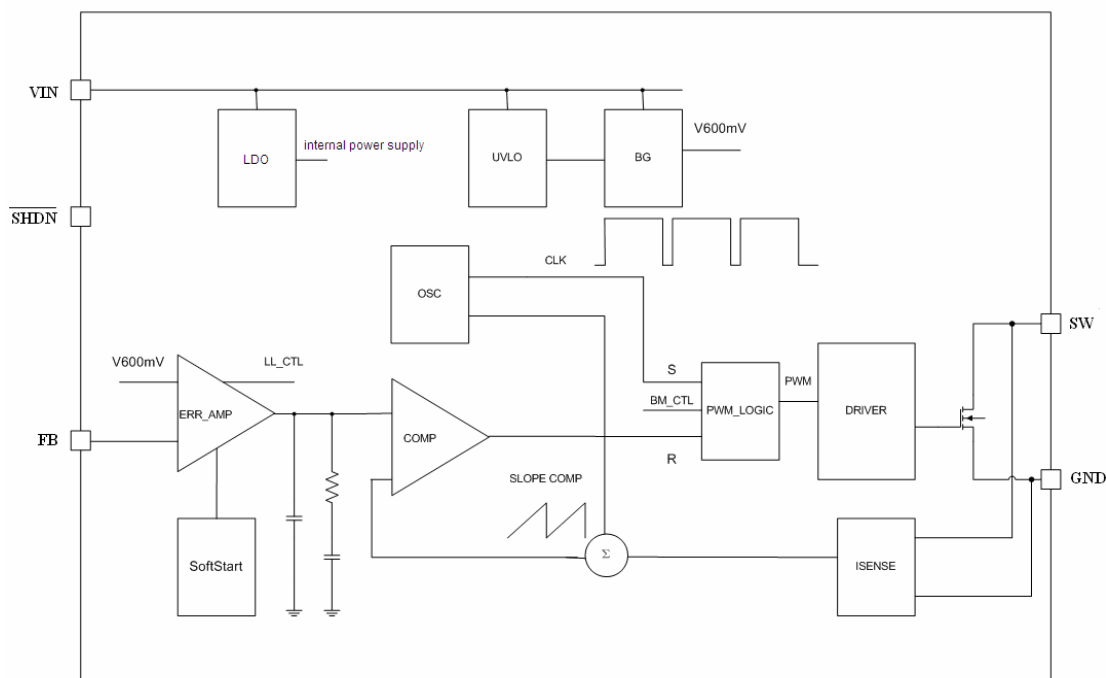 VIN
LDO
internal power supply
UVLO
BG
V600mV
SHDN
OSC
CLK
SW
V600mV
LL_CTL
ERR_AMP
FB
COMP
S
BM_CTL
R
PWM_LOGIC
PWM
DRIVER
GND
SLOPE COMP
SoftStart
Σ
ISENSE